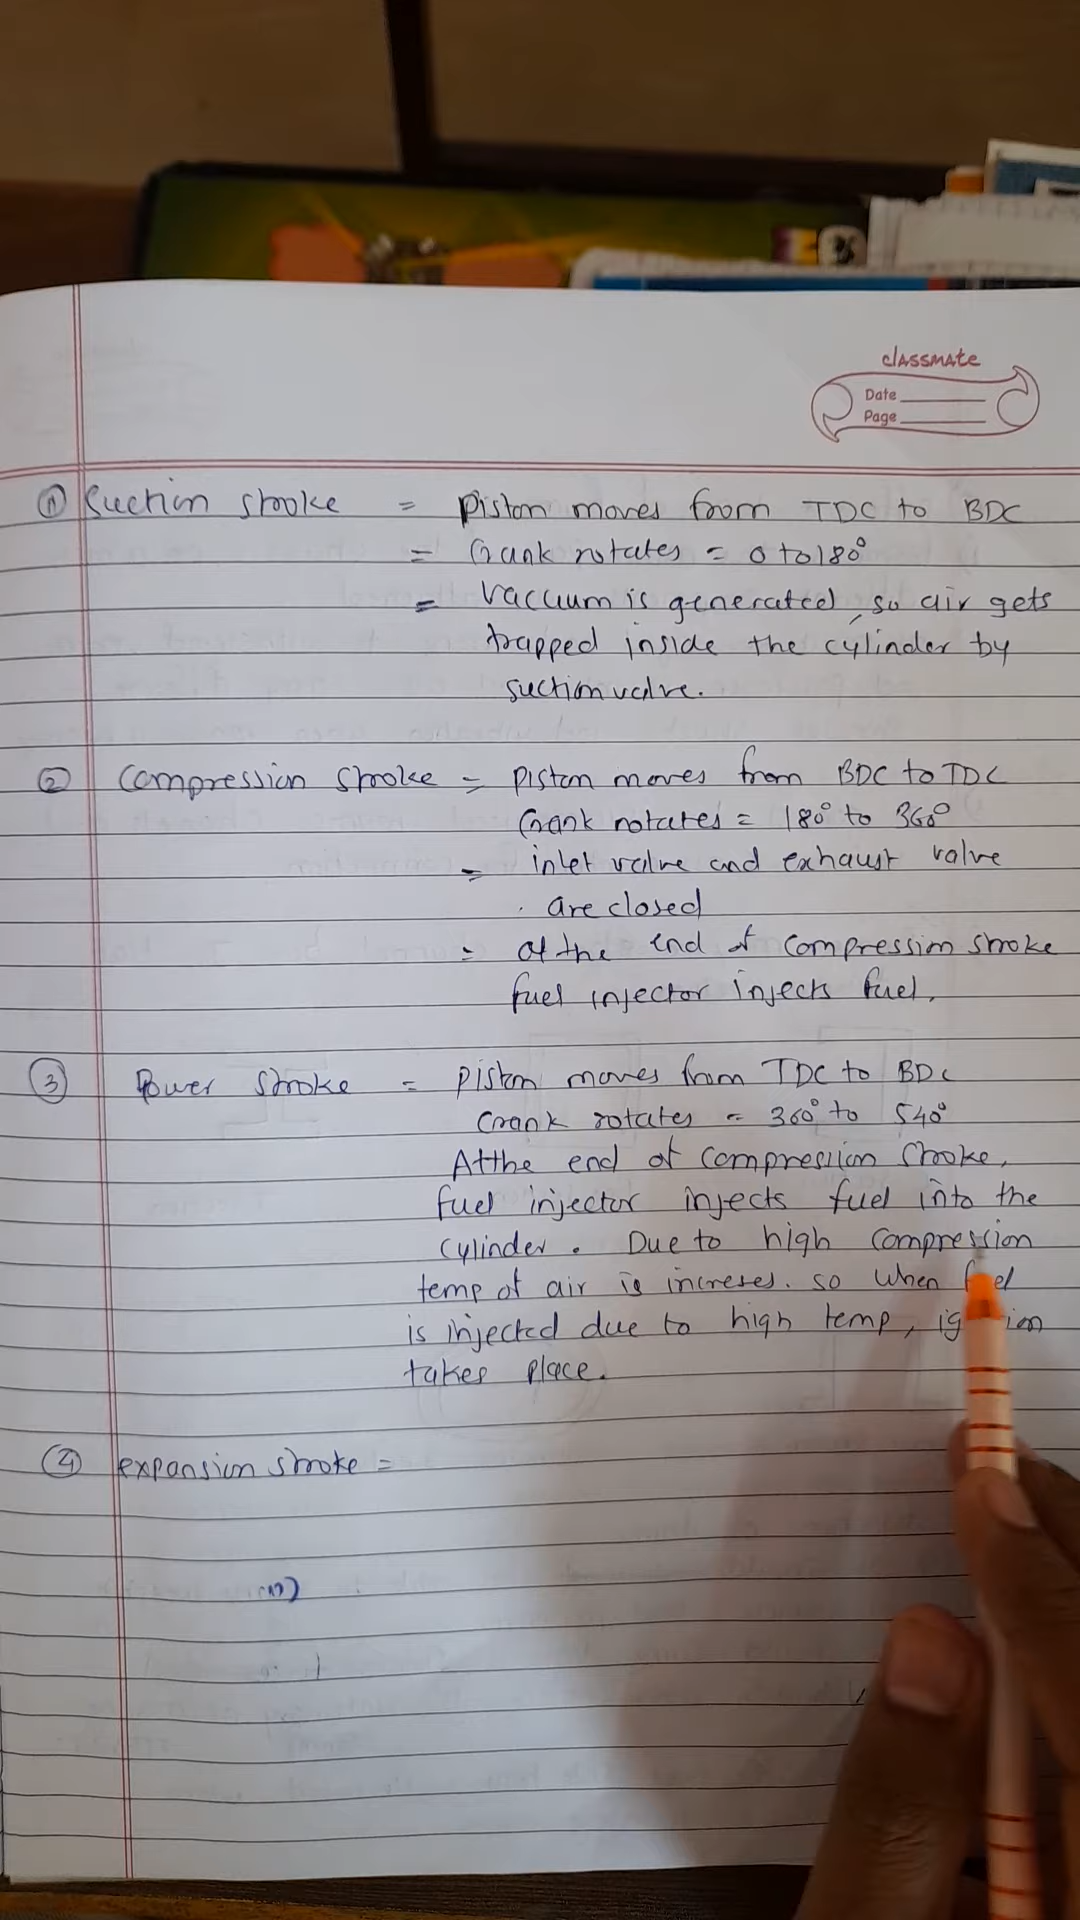 classmate
Date
Page
① Suction stroke = Piston moves from TDC to BDC
= Crank rotates = 0 to 180°
= Vaccum is generated, so air gets
trapped inside the cylinder by
suction valve.
② Compression stroke = Piston moves from BDC to TDC
Crank rotates = 180° to 360°
= inlet valve and exhaust valve
are closed
= at the end of compression stroke
fuel injector injects fuel.
③ Power stroke = Piston moves from TDC to BDC
Crank rotates = 360° to 540°
At the end of compression stroke,
fuel injector injects fuel into the
cylinder. Due to high compression
temp of air is increses. so when
is injected due to high temp,
takes place.
④ expansion stroke =